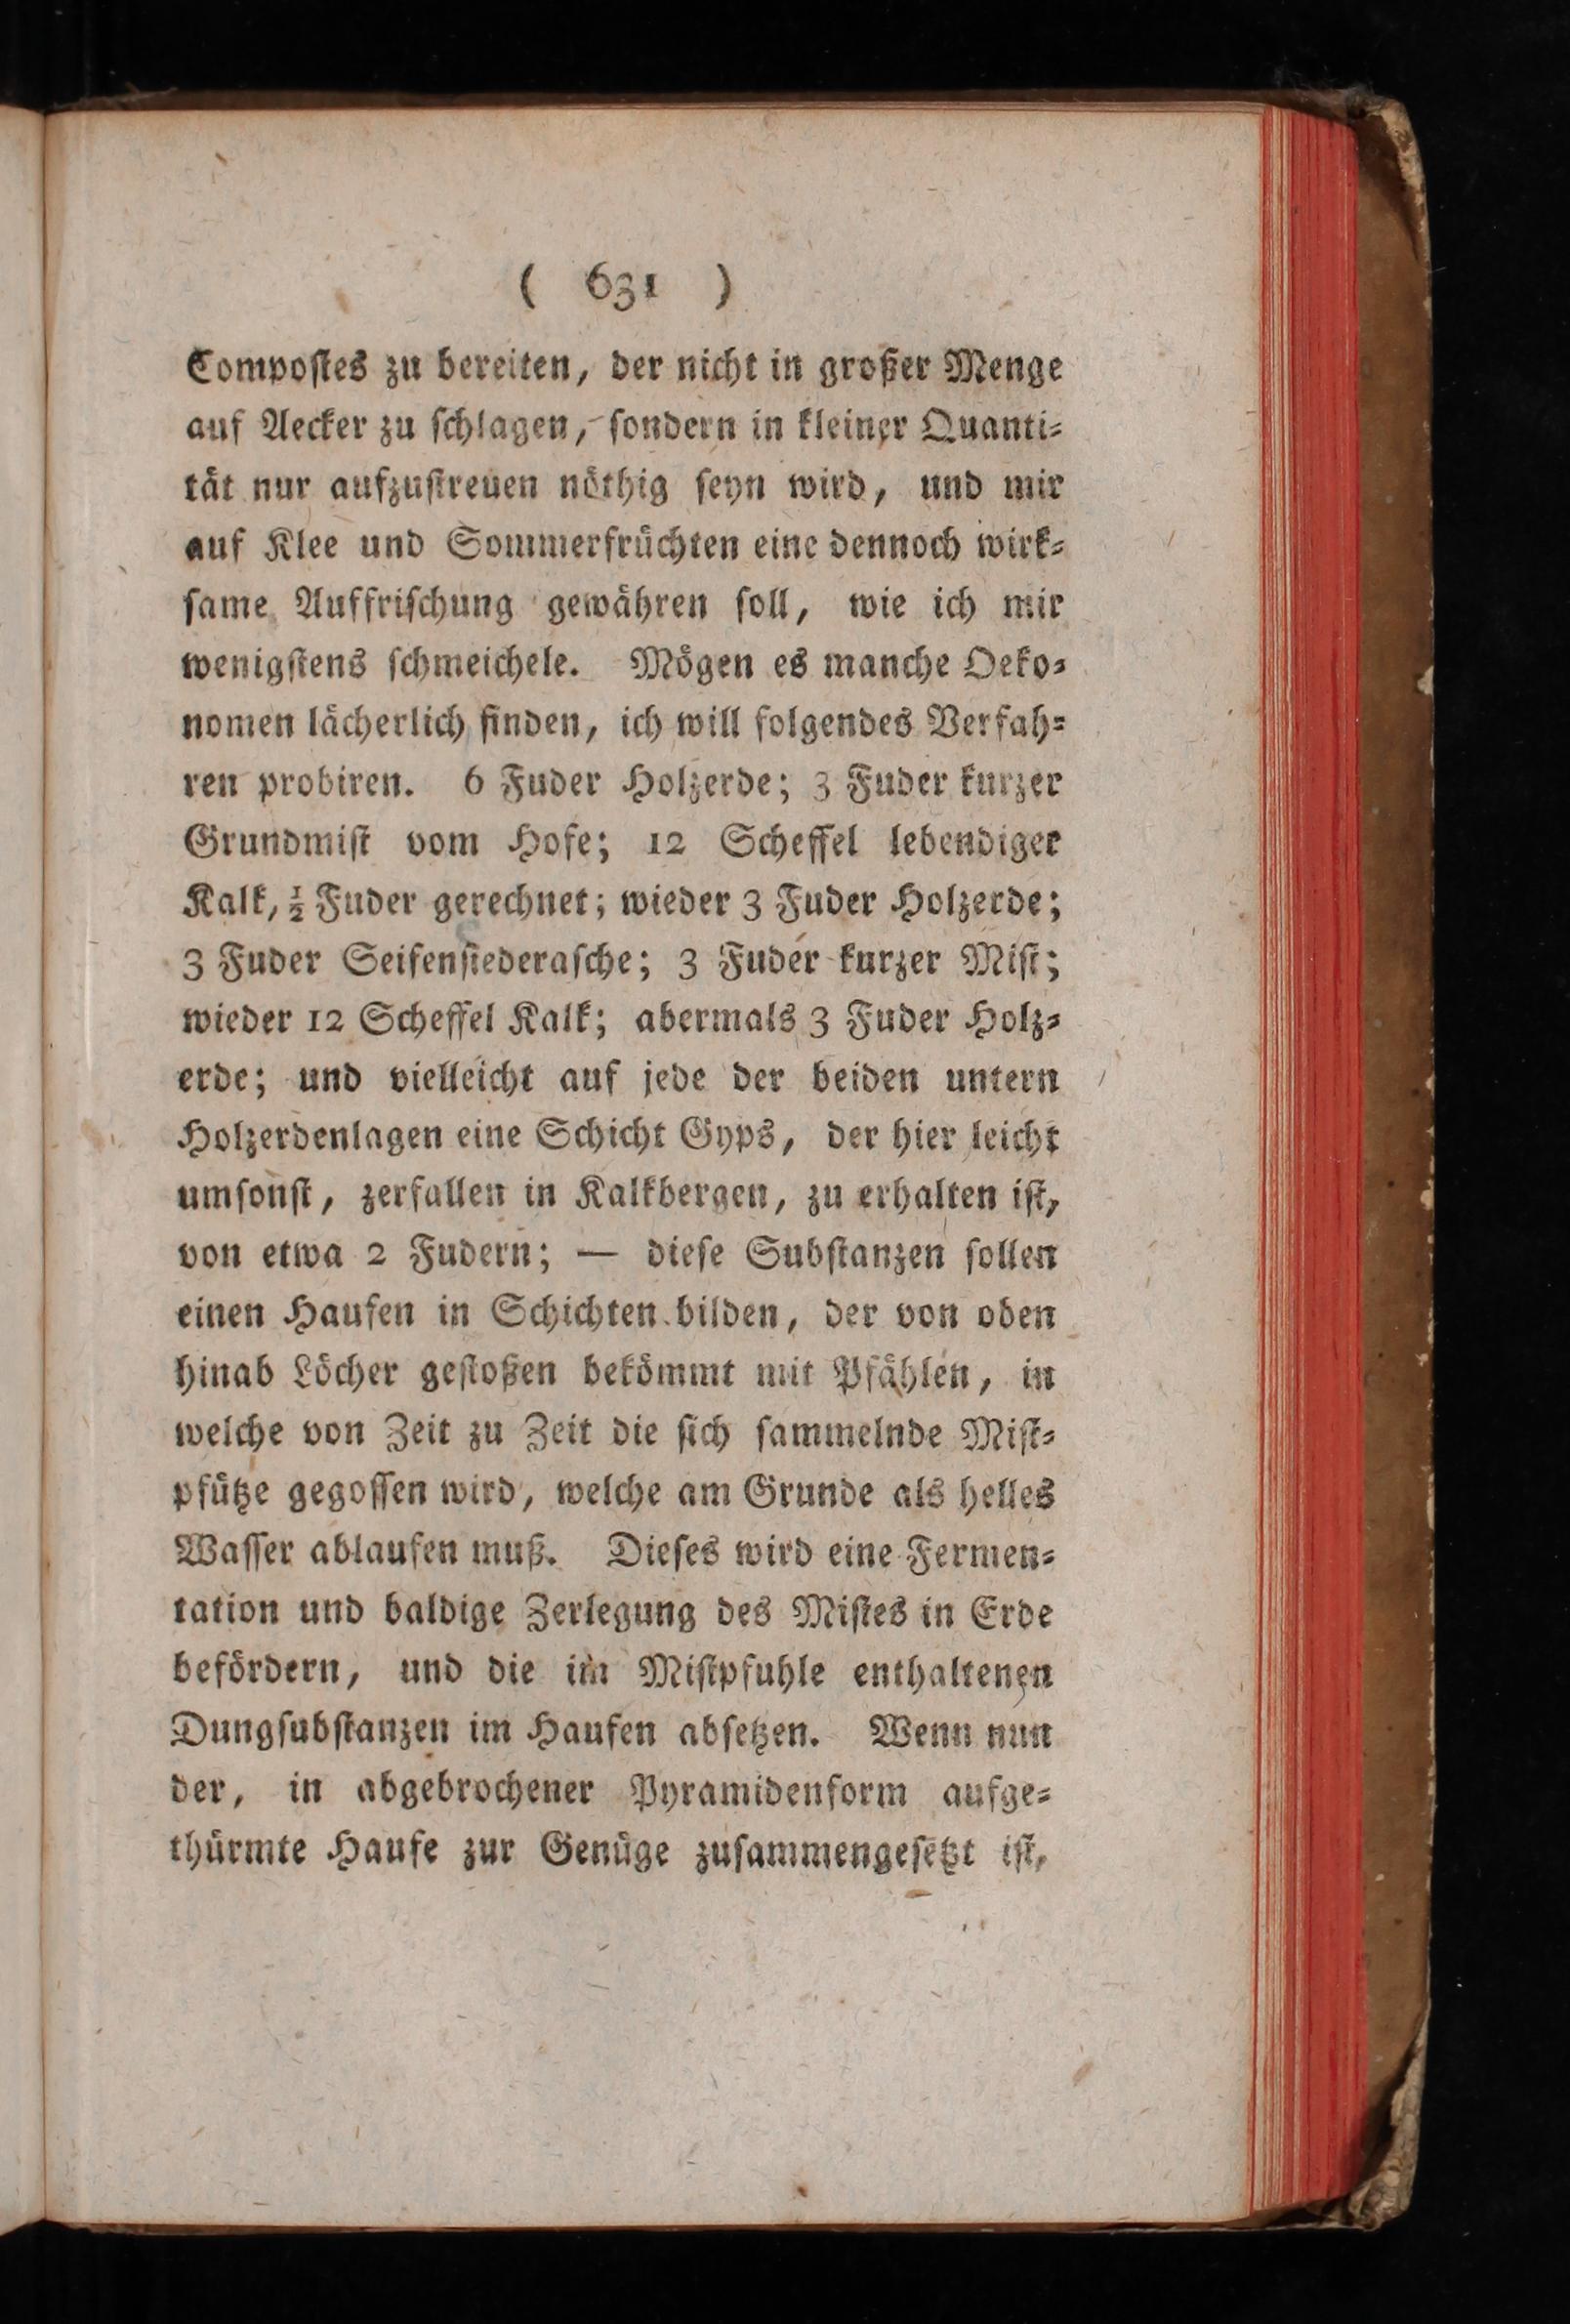 ( 631 )
Compoſtes zu bereiten, der nicht in großer Menge
auf Aecker zu ſchlagen, ſondern in kleiner Quanti⸗
tät nur aufzuſtreuen nöthig ſeyn wird, und mir
auf Klee und Sommerfrüchten eine dennoch wirk⸗
ſame Auffriſchung gewähren ſoll, wie ich mir
wenigſtens ſchmeichele. Mögen es manche Oeko⸗
nomen lächerlich finden, ich will folgendes Verfah⸗
ren probiren. 6 Fuder Holzerde; 3 Fuder kurzer
Grundmiſt vom Hofe; 12 Scheffel lebendiger
Kalk, ½ Fuder gerechnet; wieder 3 Fuder Holzerde;
3 Fuder Seifenſiederaſche; 3 Fuder kurzer Miſt;
wieder 12 Scheffel Kalk; abermals 3 Fuder Holz⸗
erde; und vielleicht auf jede der beiden untern
Holzerdenlagen eine Schicht Gyps, der hier leicht
umſonſt, zerfallen in Kalkbergen, zu erhalten iſt,
von etwa 2 Fudern; — dieſe Subſtanzen ſollen
einen Haufen in Schichten bilden, der von oben
hinab Löcher geſtoßen bekömmt mit Pfählen, in
welche von Zeit zu Zeit die ſich ſammelnde Miſt⸗
pfütze gegoſſen wird, welche am Grunde als helles
Waſſer ablaufen muß. Dieſes wird eine Fermen⸗
tation und baldige Zerlegung des Miſtes in Erde
befördern, und die im Miſtpfuhle enthaltenen
Dungſubſtanzen im Haufen abſetzen. Wenn nun
der, in abgebrochener Pyramidenform aufge⸗
thürmte Haufe zur Genüge zuſammengeſetzt iſt,